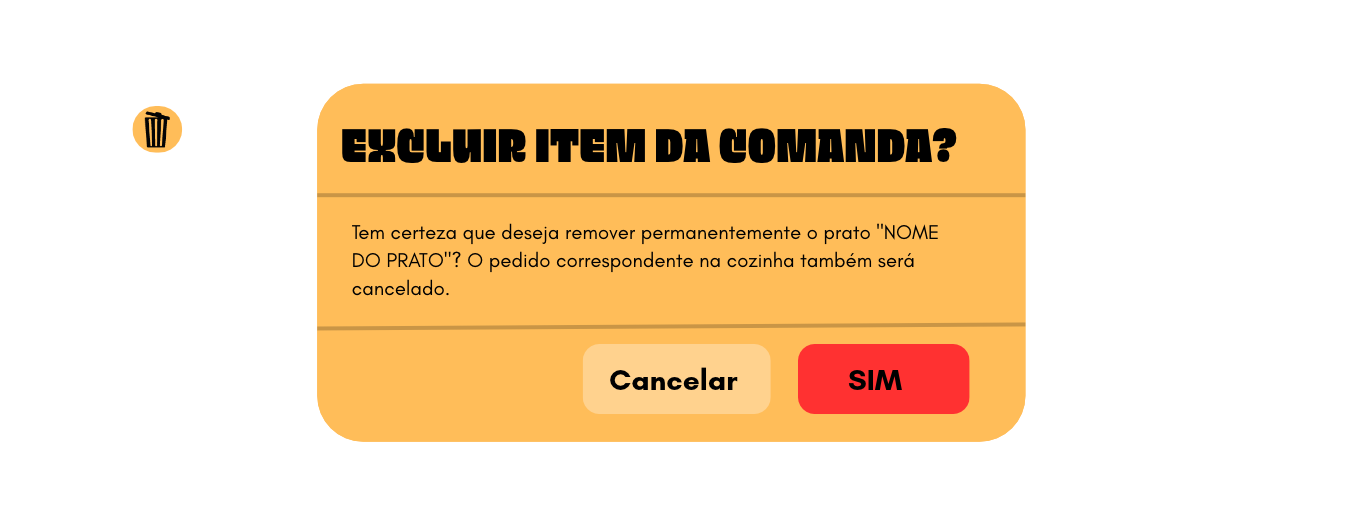 EXCLUIR ITEM DA COMANDA?
Tem certeza que deseja remover permanentemente o prato "NOME
DO PRATO"? O pedido correspondente na cozinha também será
cancelado.
Cancelar
SIM